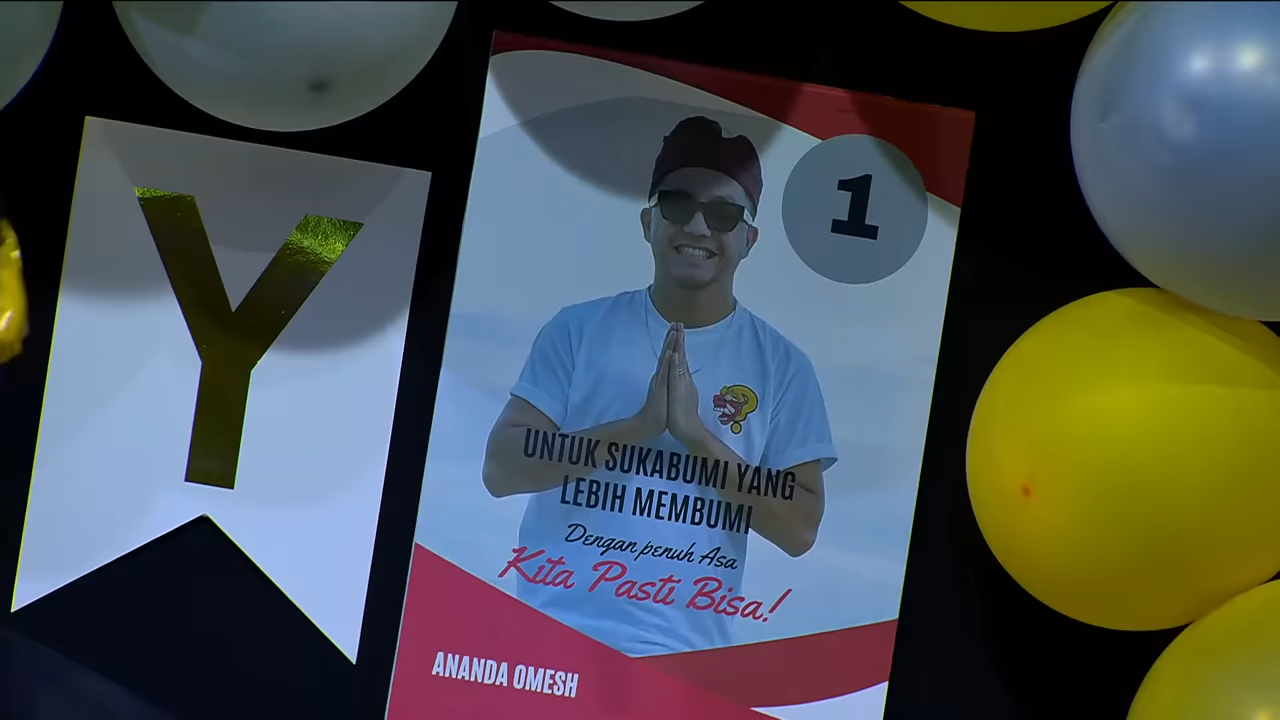 Y
1
UNTUK SUKABUMI YANG
LEBIH MEMBUMI
Dengan penuh Asa
Kita Pasti Bisa!
ANANDA OMESH